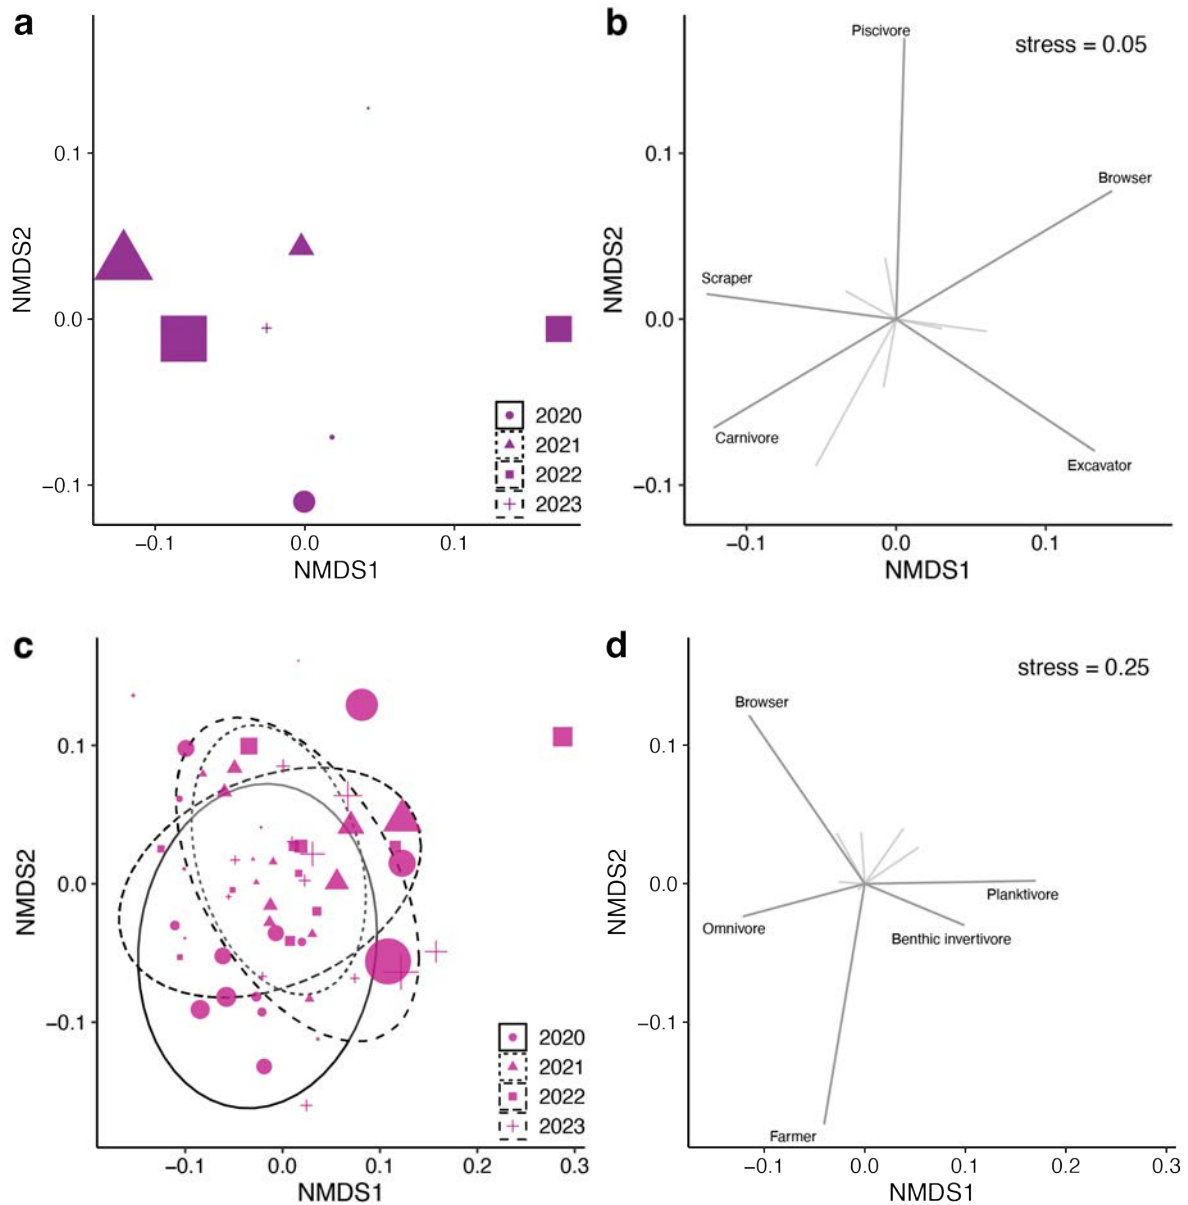 a
0.1
0.0
−0.1
NMDS2
−0.1
0.0
0.1
NMDS1
2020
2021
2022
2023
b
stress = 0.05
Piscivore
Browser
Scraper
Carnivore
Excavator
0.1
0.0
−0.1
NMDS2
−0.1
0.0
0.1
NMDS1
c
0.1
0.0
−0.1
NMDS2
−0.1
0.0
0.1
0.2
0.3
NMDS1
2020
2021
2022
2023
d
stress = 0.25
Browser
Planktivore
Omnivore
Benthic invertivore
Farmer
0.1
0.0
−0.1
NMDS2
−0.1
0.0
0.1
0.2
0.3
NMDS1